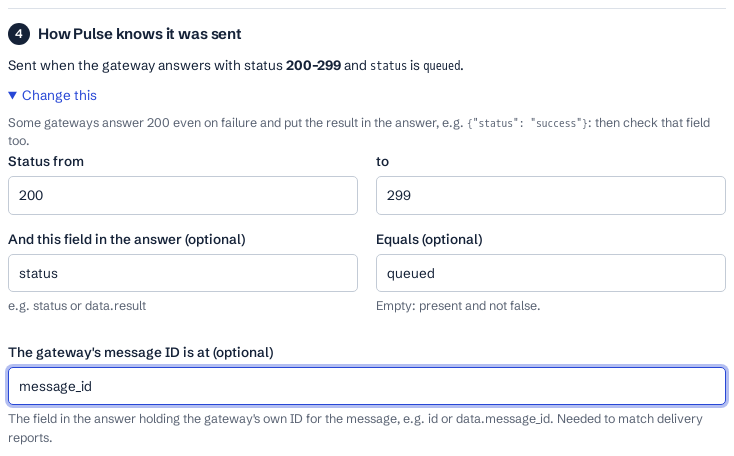 4 How Pulse knows it was sent
Sent when the gateway answers with status 200–299 and status is queued.
▼ Change this
Some gateways answer 200 even on failure and put the result in the answer, e.g. {"status": "success"}: then check that field
too.
Status from
to
200
299
And this field in the answer (optional)
Equals (optional)
status
queued
e.g. status or data.result
Empty: present and not false.
The gateway's message ID is at (optional)
message_id
The field in the answer holding the gateway's own ID for the message, e.g. id or data.message_id. Needed to match delivery
reports.